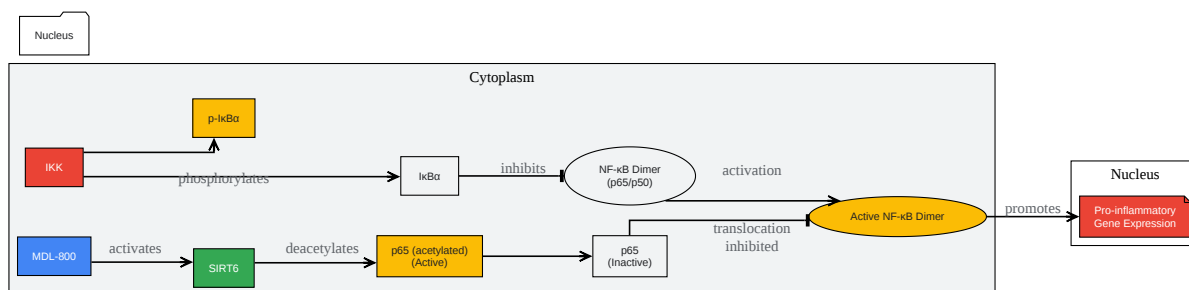 Nucleus
Cytoplasm
p-IκBα
IKK
phosphorylates
IκBα
inhibits
NF-κB Dimer
(p65/p50)
activation
Nucleus
Pro-inflammatory
Gene Expression
promotes
Active NF-κB Dimer
translocation
inhibited
MDL-800
activates
SIRT6
deacetylates
p65 (acetylated)
(Active)
p65
(Inactive)